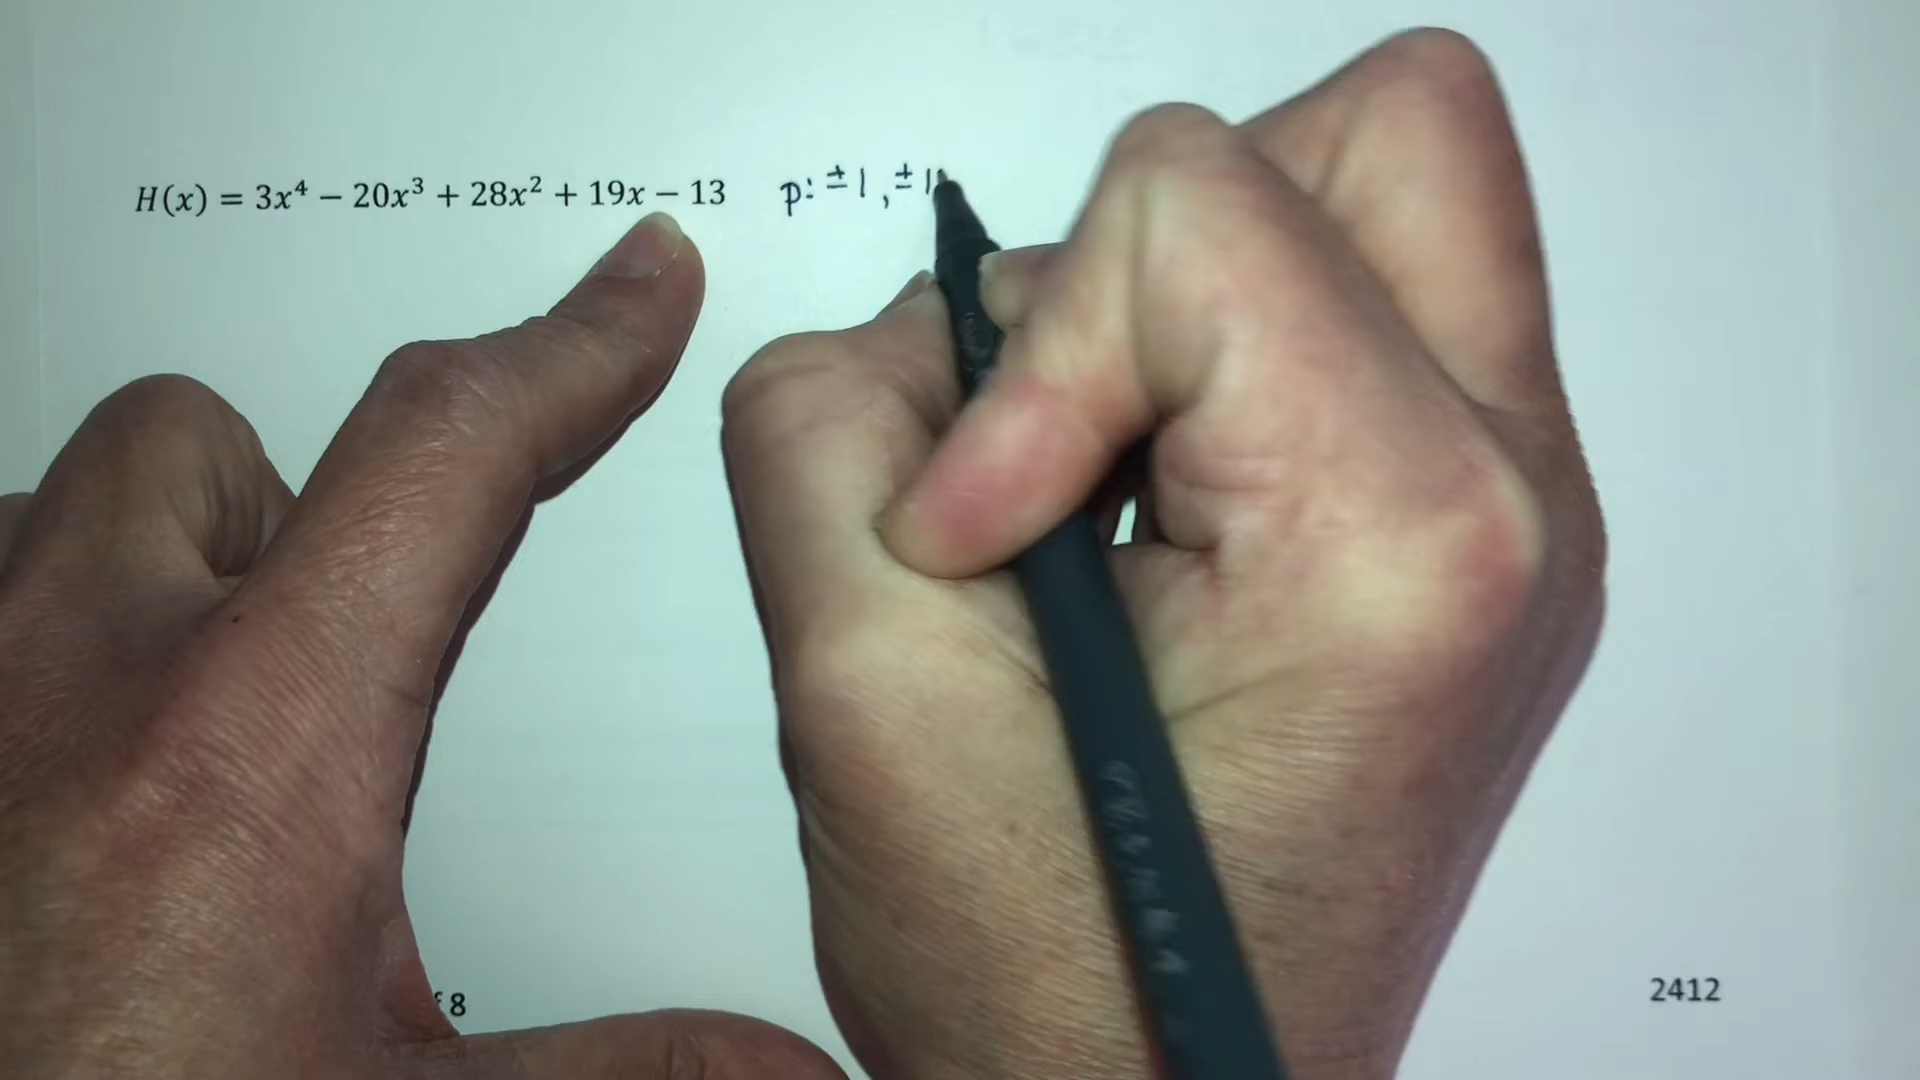 H(x) = 3x⁴ − 20x³ + 28x² + 19x − 13 p: ± 1 , ± 1
8
2412